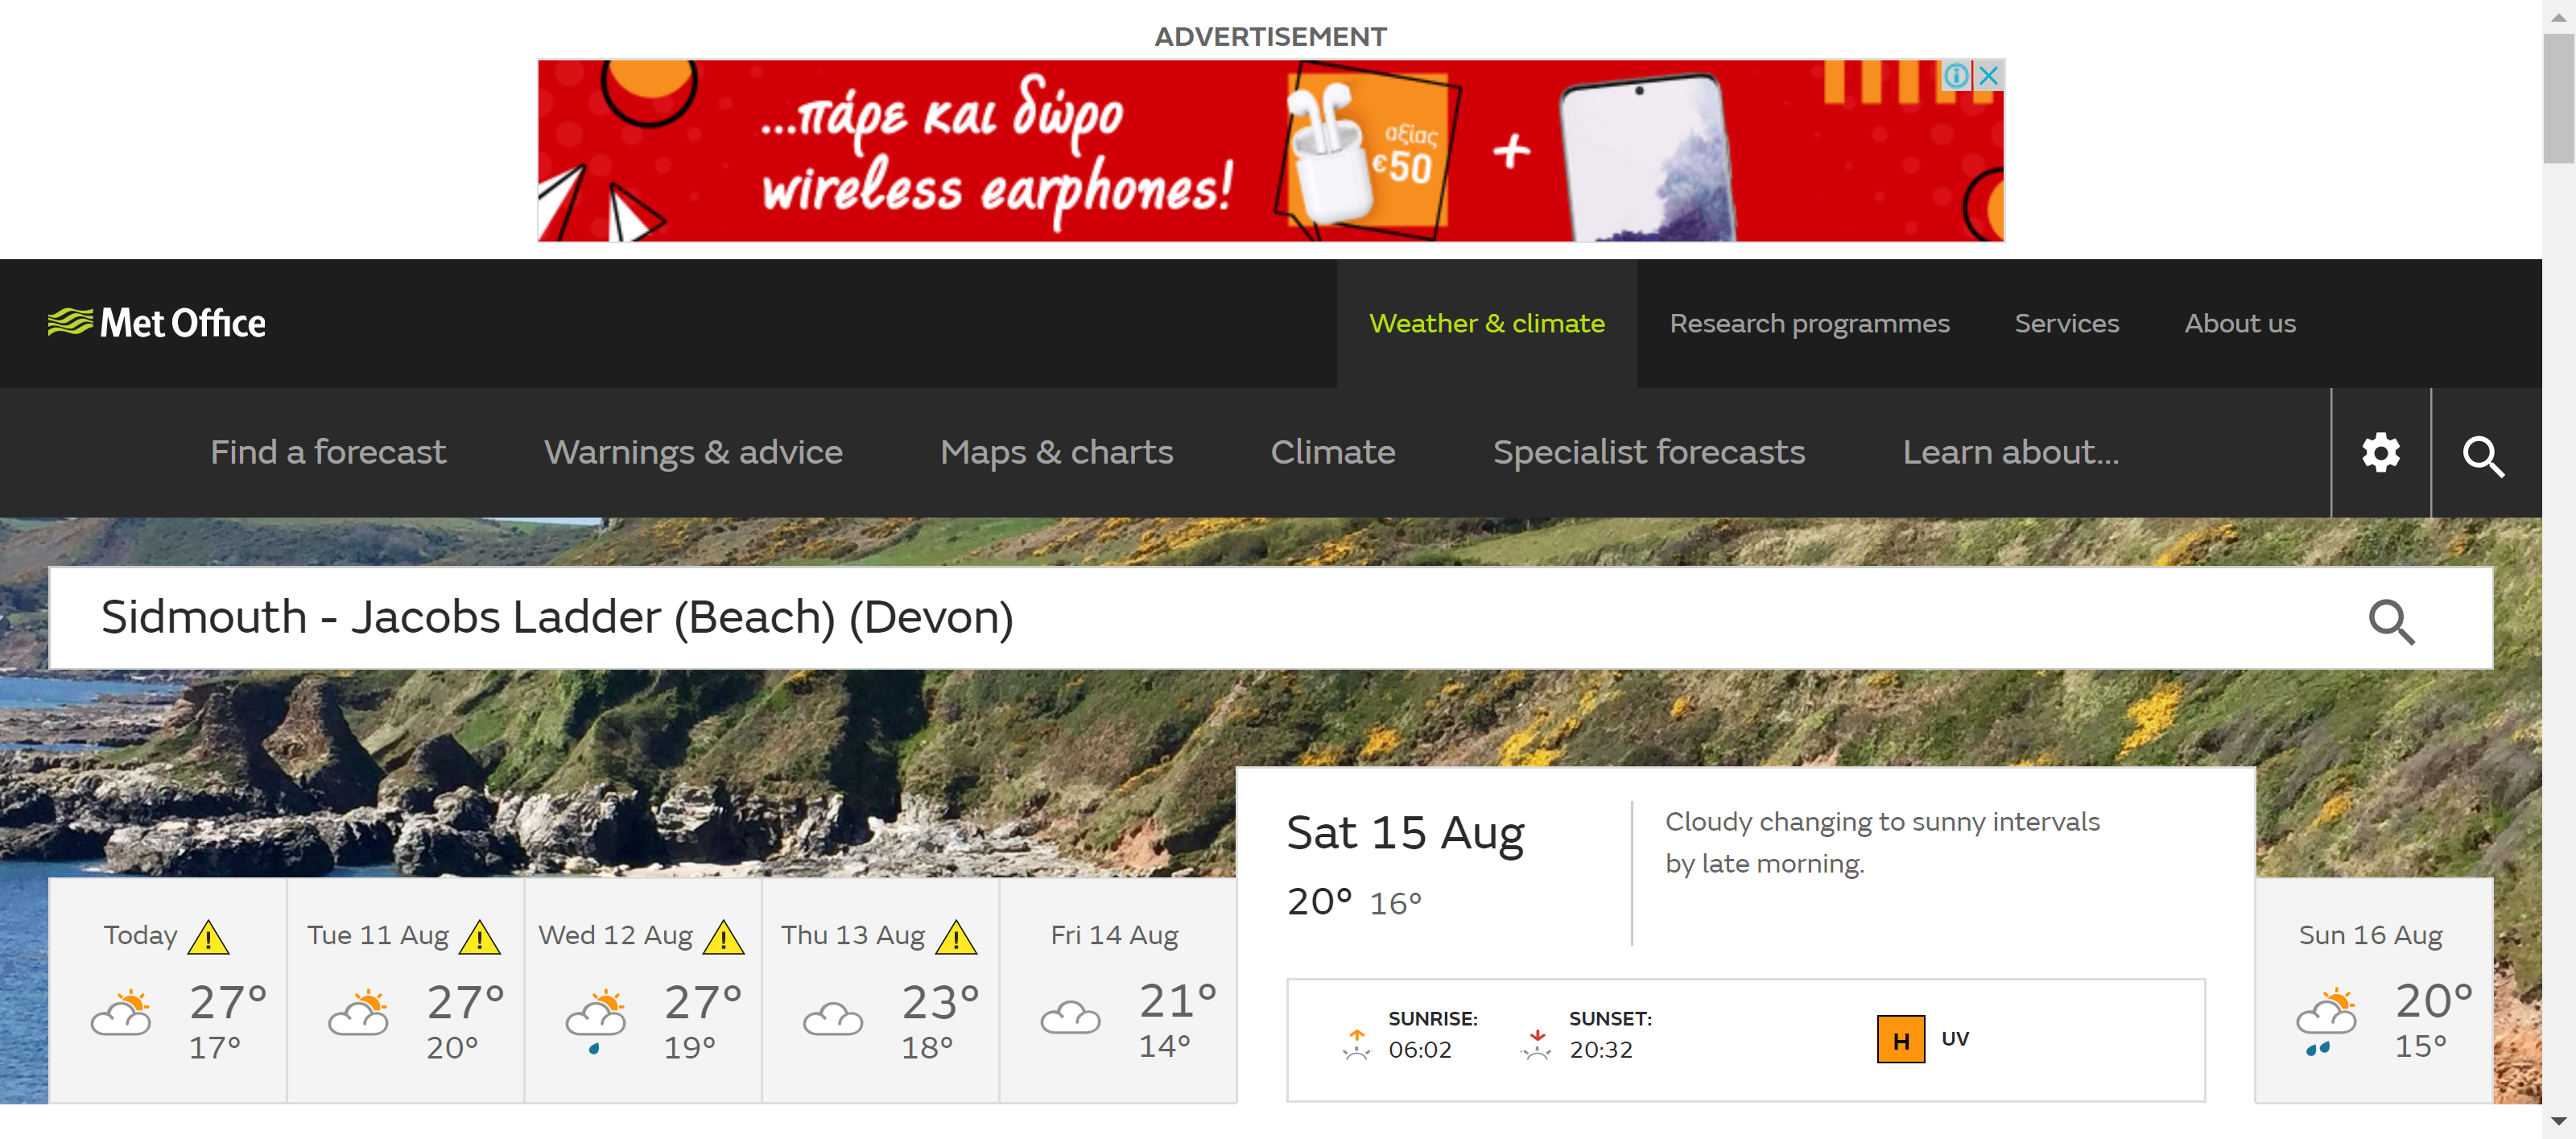 ADVERTISEMENT
...πάρε και δώρο
wireless earphones!
αξίας
€50
+
Met Office
Weather & climate
Research programmes
Services
About us
Find a forecast
Warnings & advice
Maps & charts
Climate
Specialist forecasts
Learn about...
Sidmouth - Jacobs Ladder (Beach) (Devon)
Today
27°
17°
Tue 11 Aug
27°
20°
Wed 12 Aug
27°
19°
Thu 13 Aug
23°
18°
Fri 14 Aug
21°
14°
Sat 15 Aug
20° 16°
Cloudy changing to sunny intervals
by late morning.
SUNRISE:
06:02
SUNSET:
20:32
H UV
Sun 16 Aug
20°
15°